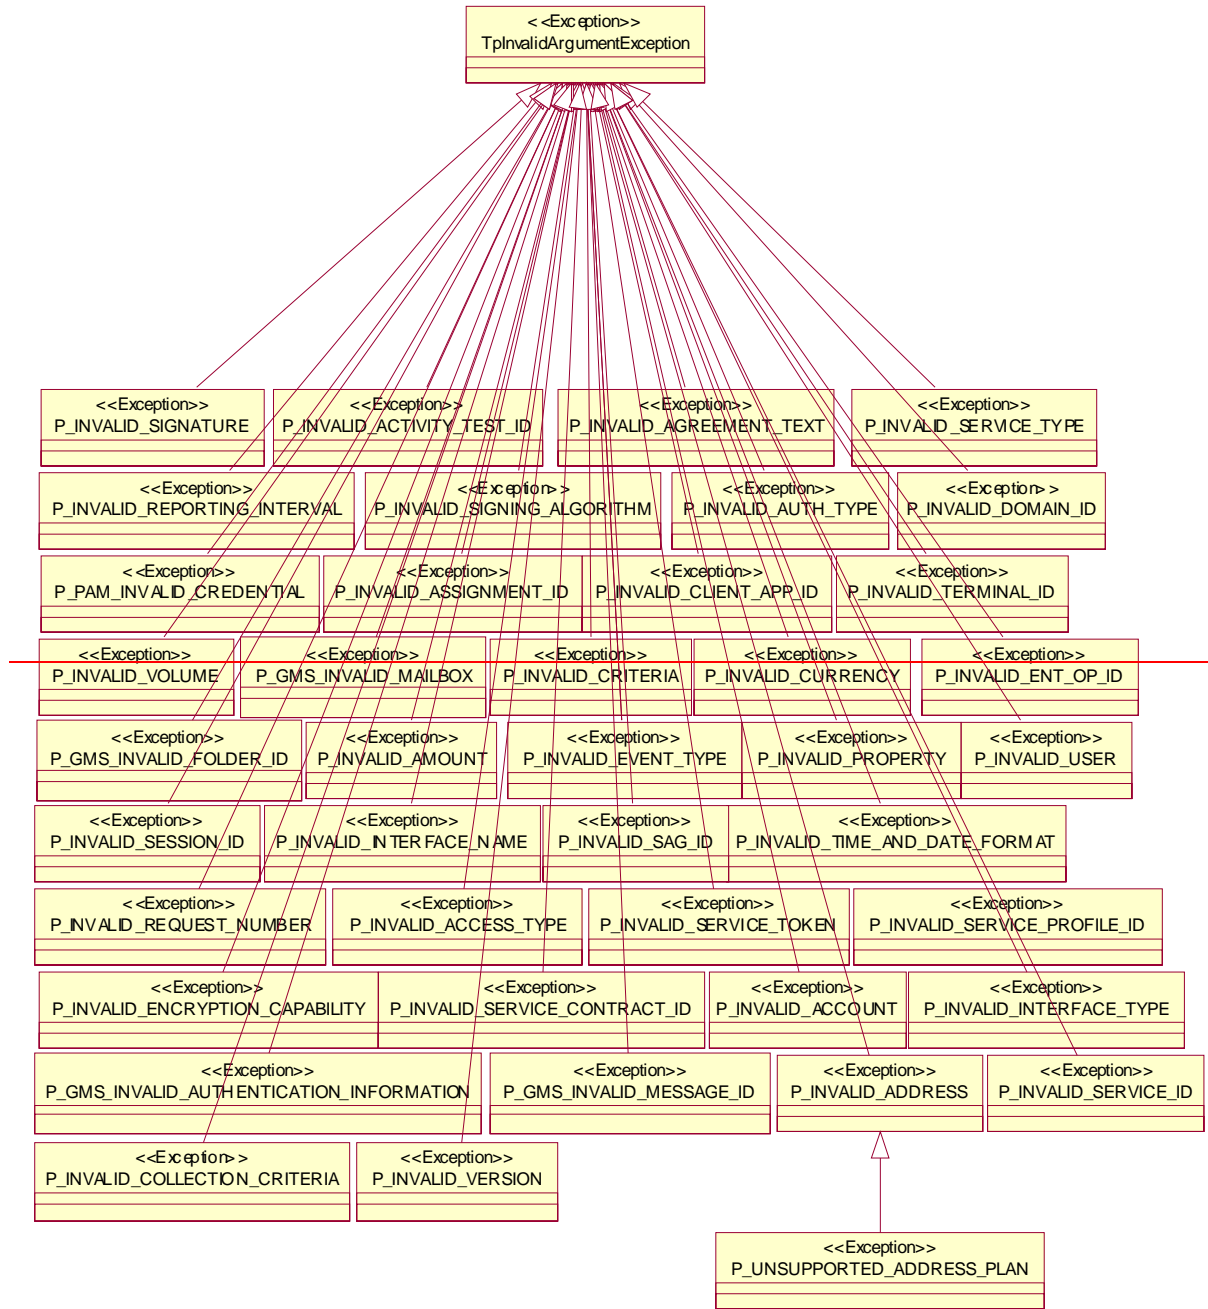 <<Exception>>
TpInvalidArgumentException
<<Exception>>
P_INVALID_SIGNATURE
<<Exception>>
P_INVALID_ACTIVITY_TEST_ID
<<Exception>>
P_INVALID_AGREEMENT_TEXT
<<Exception>>
P_INVALID_SERVICE_TYPE
<<Exception>>
P_INVALID_REPORTING_INTERVAL
<<Exception>>
P_INVALID_SIGNING_ALGORITHM
<<Exception>>
P_INVALID_AUTH_TYPE
<<Exception>>
P_INVALID_DOMAIN_ID
<<Exception>>
P_PAM_INVALID_CREDENTIAL
<<Exception>>
P_INVALID_ASSIGNMENT_ID
<<Exception>>
P_INVALID_CLIENT_APP_ID
<<Exception>>
P_INVALID_TERMINAL_ID
<<Exception>>
P_INVALID_VOLUME
<<Exception>>
P_GMS_INVALID_MAILBOX
<<Exception>>
P_INVALID_CRITERIA
<<Exception>>
P_INVALID_CURRENCY
<<Exception>>
P_INVALID_ENT_OP_ID
<<Exception>>
P_GMS_INVALID_FOLDER_ID
<<Exception>>
P_INVALID_AMOUNT
<<Exception>>
P_INVALID_EVENT_TYPE
<<Exception>>
P_INVALID_PROPERTY
<<Exception>>
P_INVALID_USER
<<Exception>>
P_INVALID_SESSION_ID
<<Exception>>
P_INVALID_INTERFACE_NAME
<<Exception>>
P_INVALID_SAG_ID
<<Exception>>
P_INVALID_TIME_AND_DATE_FORMAT
<<Exception>>
P_INVALID_REQUEST_NUMBER
<<Exception>>
P_INVALID_ACCESS_TYPE
<<Exception>>
P_INVALID_SERVICE_TOKEN
<<Exception>>
P_INVALID_SERVICE_PROFILE_ID
<<Exception>>
P_INVALID_ENCRYPTION_CAPABILITY
<<Exception>>
P_INVALID_SERVICE_CONTRACT_ID
<<Exception>>
P_INVALID_ACCOUNT
<<Exception>>
P_INVALID_INTERFACE_TYPE
<<Exception>>
P_GMS_INVALID_AUTHENTICATION_INFORMATION
<<Exception>>
P_GMS_INVALID_MESSAGE_ID
<<Exception>>
P_INVALID_ADDRESS
<<Exception>>
P_INVALID_SERVICE_ID
<<Exception>>
P_INVALID_COLLECTION_CRITERIA
<<Exception>>
P_INVALID_VERSION
<<Exception>>
P_UNSUPPORTED_ADDRESS_PLAN